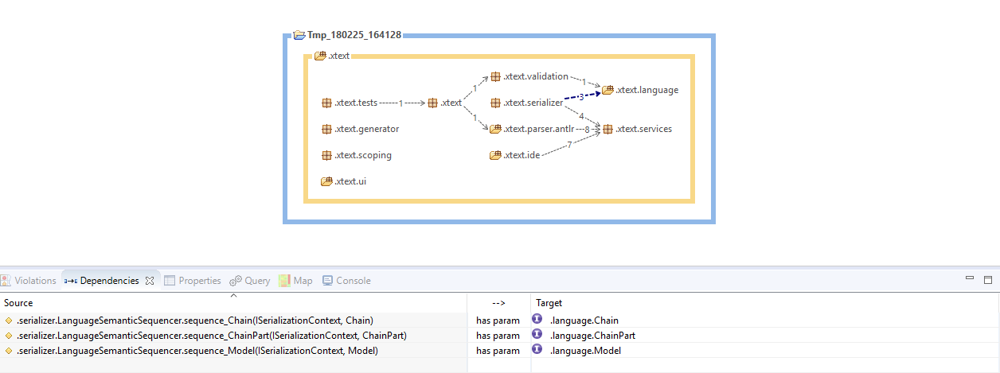 Tmp_180225_164128
.xtext
.xtext.validation
1
.xtext.language
1
3
.xtext.tests
1
.xtext
.xtext.serializer
4
1
.xtext.generator
.xtext.parser.antlr
8
.xtext.services
7
.xtext.scoping
.xtext.ide
.xtext.ui
Violations Dependencies Properties Query Map Console
Source --> Target
.serializer.LanguageSemanticSequencer.sequence_Chain(ISerializationContext, Chain) has param .language.Chain
.serializer.LanguageSemanticSequencer.sequence_ChainPart(ISerializationContext, ChainPart) has param .language.ChainPart
.serializer.LanguageSemanticSequencer.sequence_Model(ISerializationContext, Model) has param .language.Model